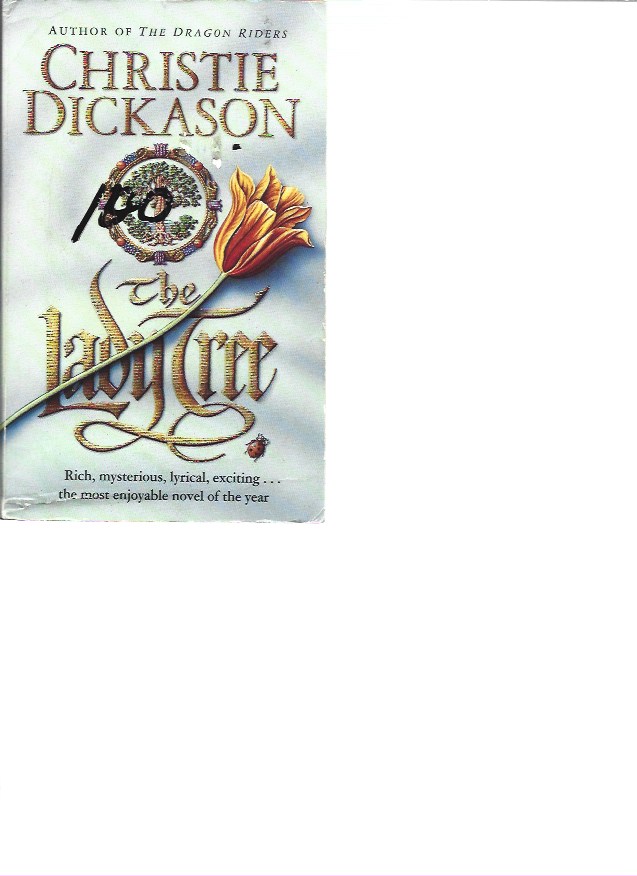 AUTHOR OF THE DRAGON RIDERS
CHRISTIE
DICKASON
100
The
Lady Tree
Rich, mysterious, lyrical, exciting . . .
the most enjoyable novel of the year